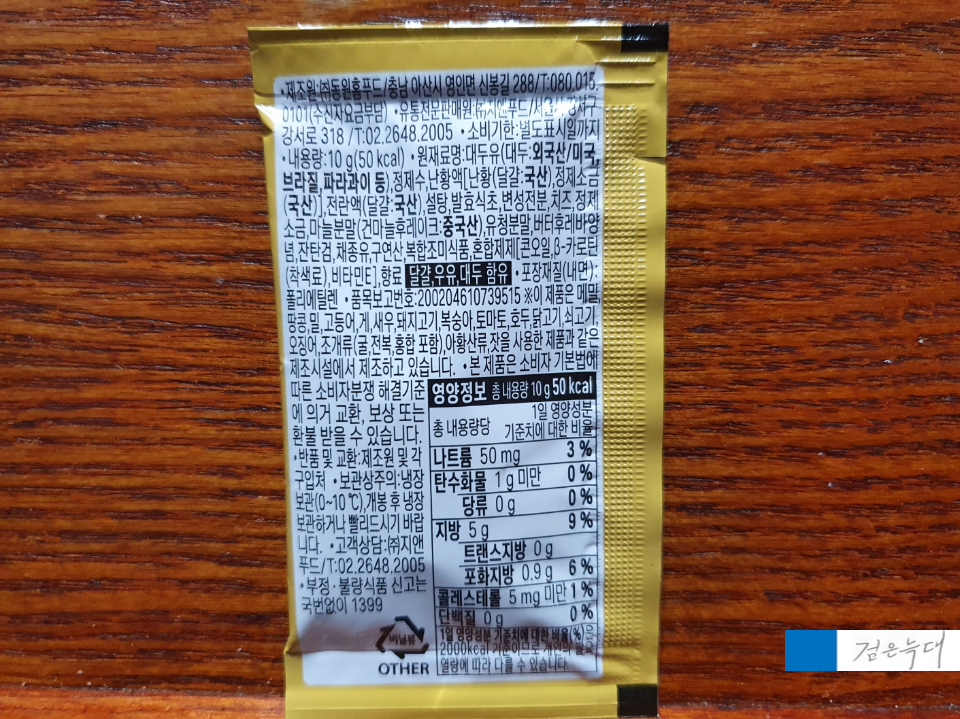 •제조원:㈜동원홈푸드/충남 아산시 영인면 신봉길 288/T:080.015.
0101(수신자요금부담) •유통전문판매원:㈜지앤푸드/서울시 강서구
강서로 318 /T:02.2648.2005 •소비기한:별도표시일까지
•내용량:10 g(50 kcal) •원재료명:대두유(대두:외국산/미국,
브라질,파라과이 등),정제수,난황액[난황(달걀:국산),정제소금
(국산)],전란액(달걀:국산),설탕,발효식초,변성전분,치즈,정제
소금,마늘분말(건마늘후레이크:중국산),유청분말,버터후레바양
념,잔탄검,채종유,구연산,복합조미식품,혼합제제[콘오일,β-카로틴
(착색료),비타민E],향료 달걀,우유,대두 함유 •포장재질(내면):
폴리에틸렌 •품목보고번호:200204610739515 ※이 제품은 메밀,
땅콩,밀,고등어,게,새우,돼지고기,복숭아,토마토,호두,닭고기,쇠고기,
오징어,조개류(굴,전복,홍합 포함),아황산류,잣을 사용한 제품과 같은
제조시설에서 제조하고 있습니다. •본 제품은 소비자 기본법에
따른 소비자분쟁 해결기준
에 의거 교환, 보상 또는
환불 받을 수 있습니다.
•반품 및 교환:제조원 및 각
구입처 •보관상주의:냉장
보관(0~10 ℃),개봉 후 냉장
보관하거나 빨리드시기 바랍
니다. •고객상담:㈜지앤
푸드/T:02.2648.2005
•부정·불량식품 신고는
국번없이 1399
비닐류
OTHER
영양정보 총 내용량 10 g 50 kcal
총 내용량당 1일 영양성분
기준치에 대한 비율
나트륨 50 mg 3 %
탄수화물 1 g 미만 0 %
당류 0 g 0 %
지방 5 g 9 %
트랜스지방 0 g
포화지방 0.9 g 6 %
콜레스테롤 5 mg 미만 1 %
단백질 0 g 0 %
1일 영양성분 기준치에 대한 비율(%)은
2000kcal 기준이므로 개인의 필요
열량에 따라 다를 수 있습니다.
검은늑대